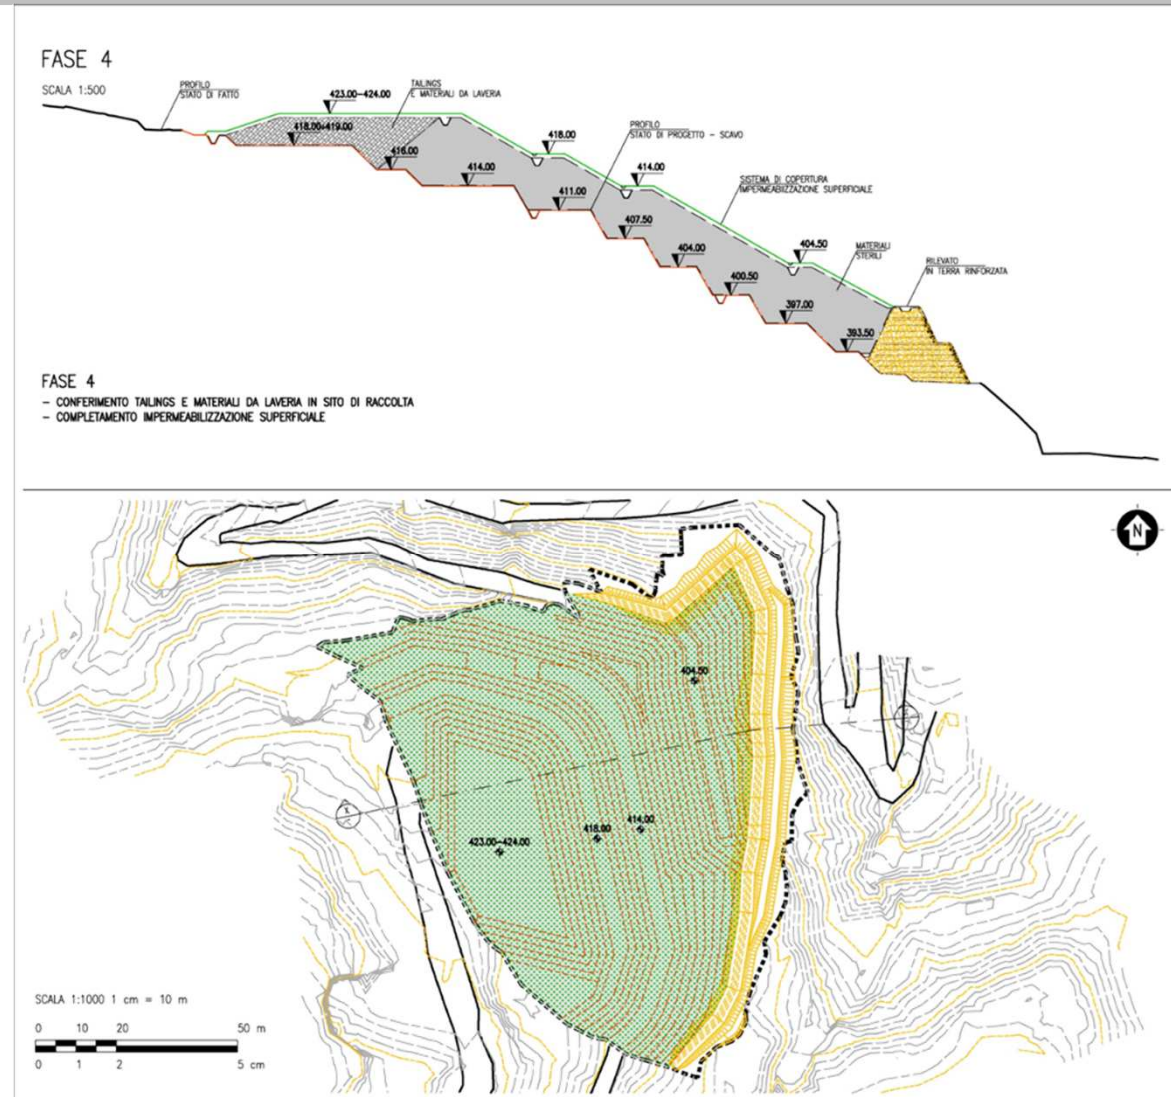 FASE 4
SCALA 1:500
PROFILO
STATO DI FATTO
423.00-424.00
TAILINGS
E MATERIALI DA LAVERIA
418.00÷419.00
416.00
414.00
411.00
418.00
PROFILO
STATO DI PROGETTO - SCAVO
414.00
SISTEMA DI COPERTURA
IMPERMEABIZZAZIONE SUPERFICIALE
407.50
404.00
400.50
397.00
393.50
404.50
MATERIALI
STERILI
RILEVATO
IN TERRA RINFORZATA
FASE 4
- CONFERIMENTO TAILINGS E MATERIALI DA LAVERIA IN SITO DI RACCOLTA
- COMPLETAMENTO IMPERMEABILIZZAZIONE SUPERFICIALE
N
404.50
414.00
418.00
423.00-424.00
SCALA 1:1000 1 cm = 10 m
0 10 20 50 m
0 1 2 5 cm